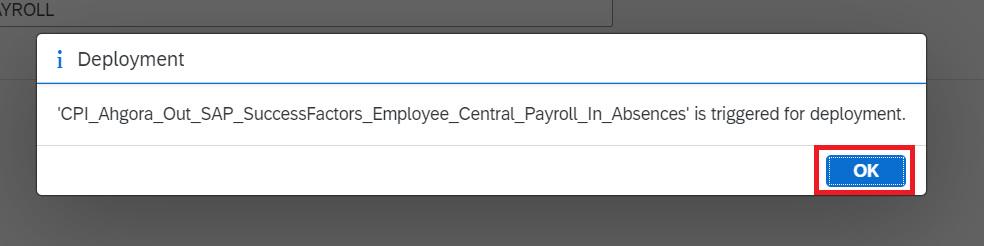 AYROLL
i Deployment
'CPI_Ahgora_Out_SAP_SuccessFactors_Employee_Central_Payroll_In_Absences' is triggered for deployment.
OK